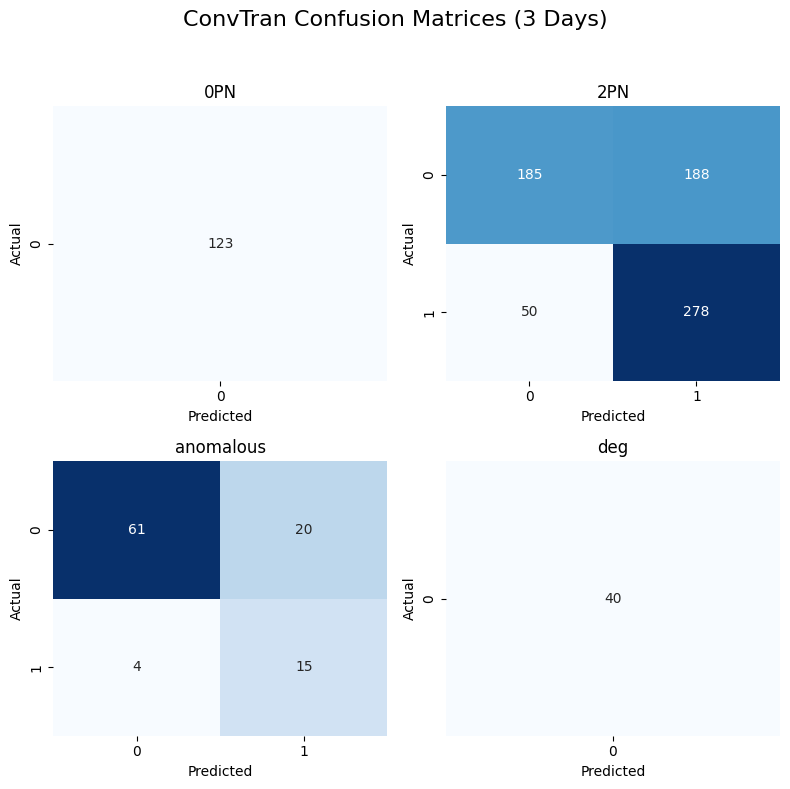 ConvTran Confusion Matrices (3 Days)
0PN
Actual
0
123
0
Predicted
2PN
Actual
0
185 188
1
50 278
0 1
Predicted
anomalous
Actual
0
61 20
1
4 15
0 1
Predicted
deg
Actual
0
40
0
Predicted